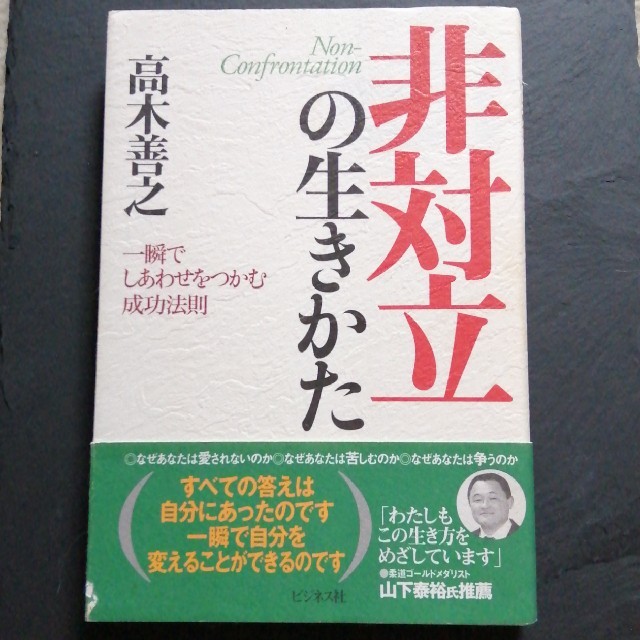 Non-
Confrontation
非対立
の生きかた
高木善之
一瞬で
しあわせをつかむ
成功法則
◎なぜあなたは愛されないのか◎なぜあなたは苦しむのか◎なぜあなたは争うのか
すべての答えは
自分にあったのです
一瞬で自分を
変えることができるのです
「わたしも
この生き方を
めざしています」
●柔道ゴールドメダリスト
山下泰裕氏推薦
ビジネス社